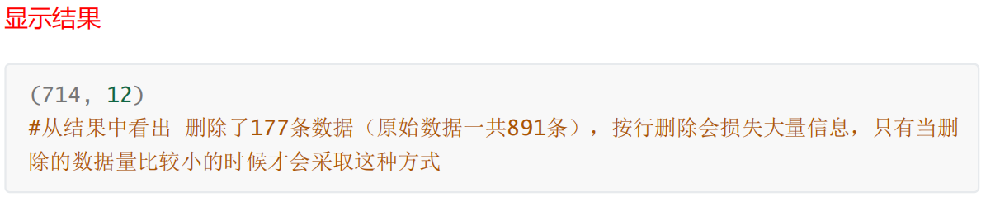 显示结果
(714, 12)
#从结果中看出 删除了177条数据（原始数据一共891条），按行删除会损失大量信息，只有当删
除的数据量比较小的时候才会采取这种方式